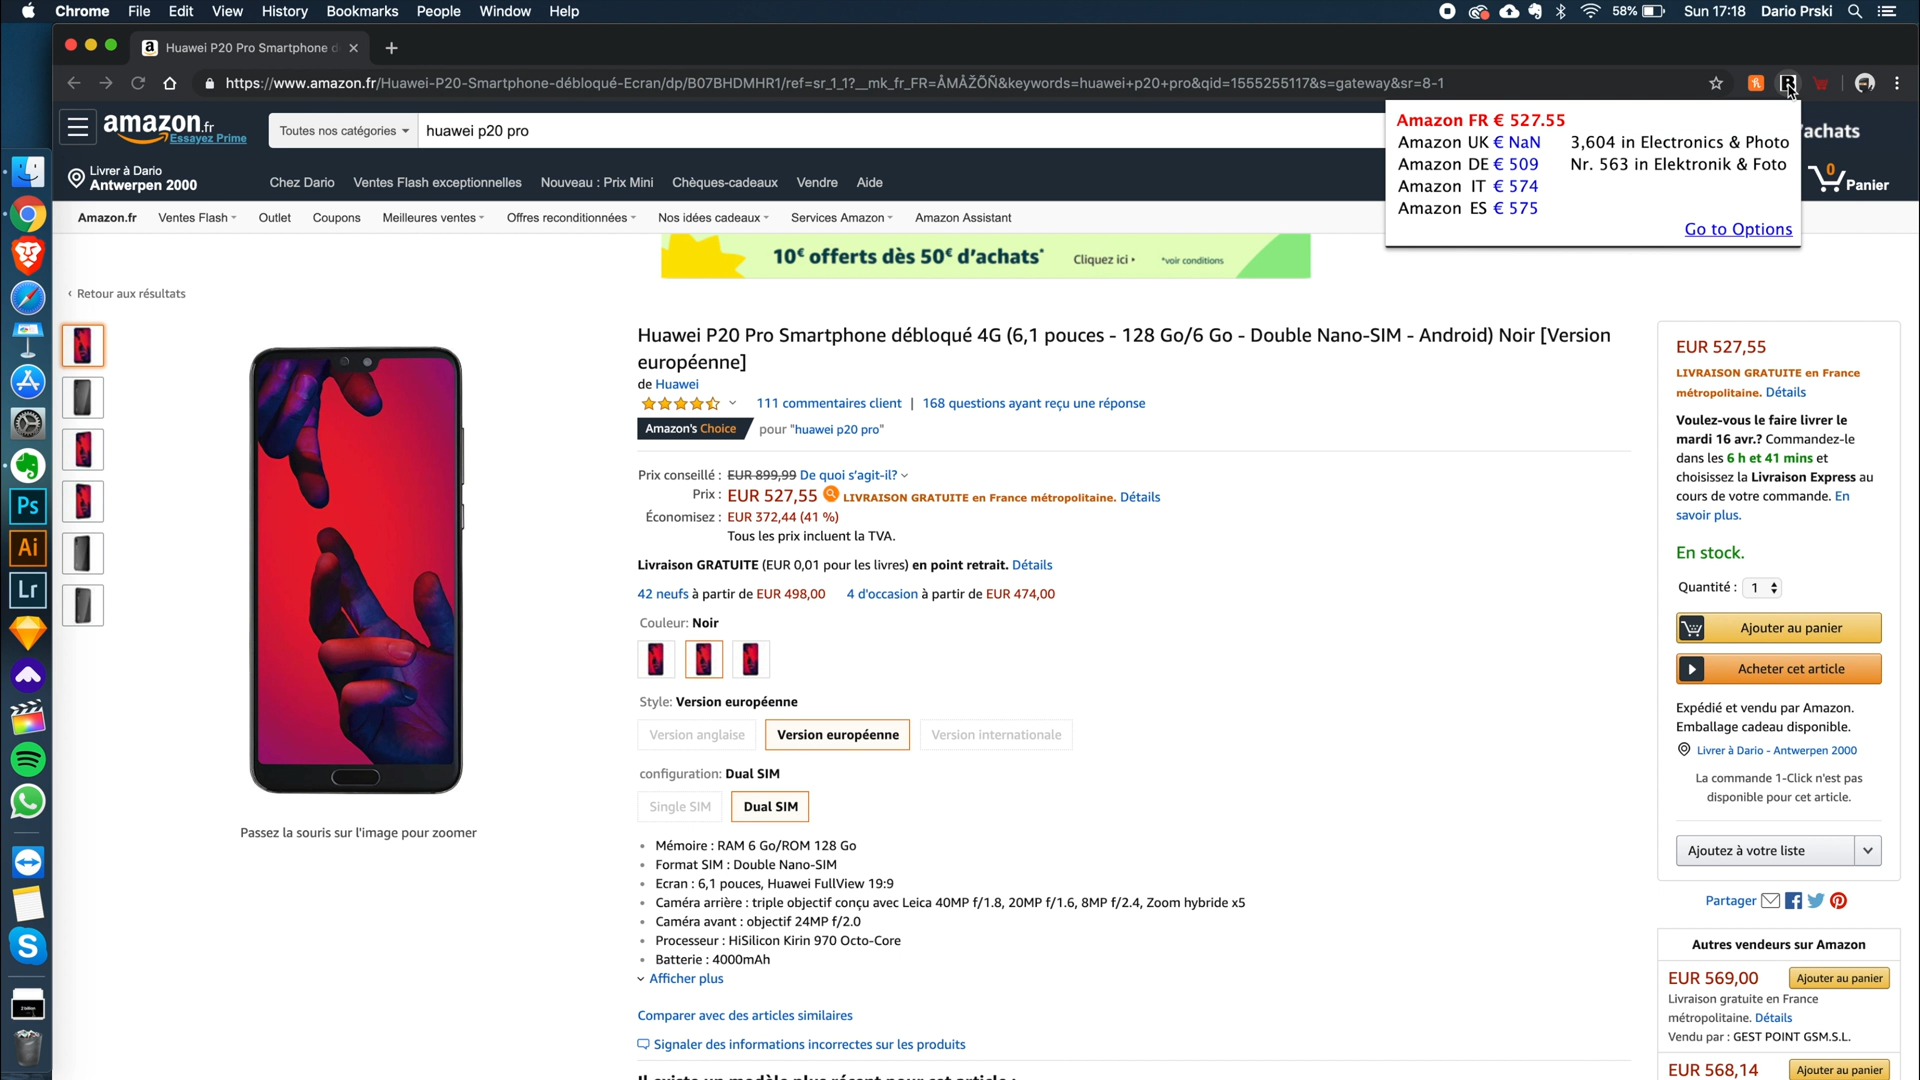 Chrome File Edit View History Bookmarks People Window Help
58% Sun 17:18 Dario Prski
a Huawei P20 Pro Smartphone d
https://www.amazon.fr/Huawei-P20-Smartphone-débloqué-Ecran/dp/B07BHDMHR1/ref=sr_1_1?__mk_fr_FR=ÅMÅŽÕÑ&keywords=huawei+p20+pro&qid=1555255117&s=gateway&sr=8-1
amazon.fr
Essayez Prime
Toutes nos catégories
huawei p20 pro
'achats
Amazon FR € 527.55
Amazon UK € NaN 3,604 in Electronics & Photo
Amazon DE € 509 Nr. 563 in Elektronik & Foto
Amazon IT € 574
Amazon ES € 575
Go to Options
Livrer à Dario
Antwerpen 2000
Chez Dario Ventes Flash exceptionnelles Nouveau : Prix Mini Chèques-cadeaux Vendre Aide
0
Panier
Amazon.fr Ventes Flash Outlet Coupons Meilleures ventes Offres reconditionnées Nos idées cadeaux Services Amazon Amazon Assistant
10€ offerts dès 50€ d'achats* Cliquez ici *voir conditions
‹ Retour aux résultats
Huawei P20 Pro Smartphone débloqué 4G (6,1 pouces - 128 Go/6 Go - Double Nano-SIM - Android) Noir [Version
européenne]
de Huawei
111 commentaires client | 168 questions ayant reçu une réponse
Amazon's Choice pour "huawei p20 pro"
Prix conseillé : EUR 899,99 De quoi s'agit-il?
Prix : EUR 527,55 LIVRAISON GRATUITE en France métropolitaine. Détails
Économisez : EUR 372,44 (41 %)
Tous les prix incluent la TVA.
Livraison GRATUITE (EUR 0,01 pour les livres) en point retrait. Détails
42 neufs à partir de EUR 498,00 4 d'occasion à partir de EUR 474,00
Couleur: Noir
Style: Version européenne
Version anglaise Version européenne Version internationale
configuration: Dual SIM
Single SIM Dual SIM
Passez la souris sur l'image pour zoomer
• Mémoire : RAM 6 Go/ROM 128 Go
• Format SIM : Double Nano-SIM
• Ecran : 6,1 pouces, Huawei FullView 19:9
• Caméra arrière : triple objectif conçu avec Leica 40MP f/1.8, 20MP f/1.6, 8MP f/2.4, Zoom hybride x5
• Caméra avant : objectif 24MP f/2.0
• Processeur : HiSilicon Kirin 970 Octo-Core
• Batterie : 4000mAh
Afficher plus
Comparer avec des articles similaires
Signaler des informations incorrectes sur les produits
Il existe un modèle plus récent pour cet article :
EUR 527,55
LIVRAISON GRATUITE en France
métropolitaine. Détails
Voulez-vous le faire livrer le
mardi 16 avr.? Commandez-le
dans les 6 h et 41 mins et
choisissez la Livraison Express au
cours de votre commande. En
savoir plus.
En stock.
Quantité : 1
Ajouter au panier
Acheter cet article
Expédié et vendu par Amazon.
Emballage cadeau disponible.
Livrer à Dario - Antwerpen 2000
La commande 1-Click n'est pas
disponible pour cet article.
Ajoutez à votre liste
Partager
Autres vendeurs sur Amazon
EUR 569,00 Ajouter au panier
Livraison gratuite en France
métropolitaine. Détails
Vendu par : GEST POINT GSM.S.L.
EUR 568,14 Ajouter au panier
Ps
Ai
Lr